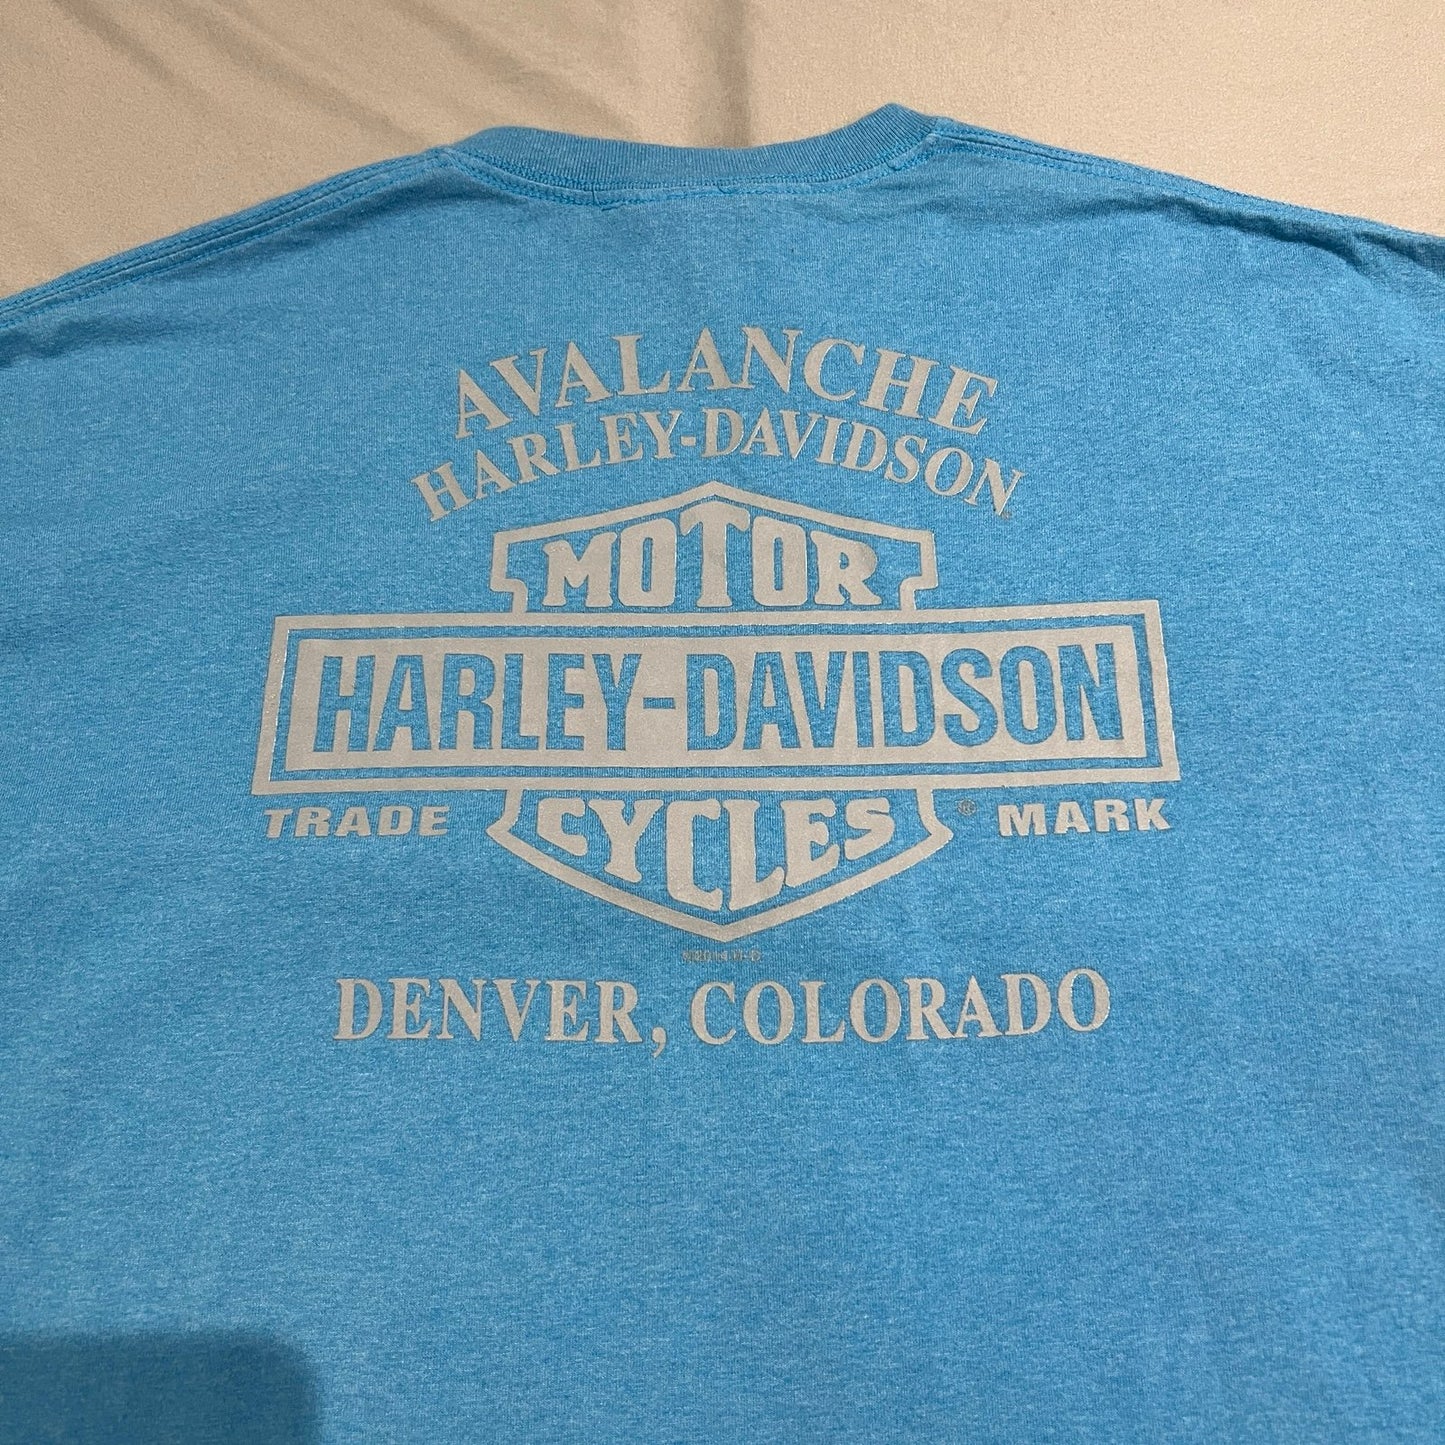 AVALANCHE
HARLEY-DAVIDSON
MOTOR
HARLEY-DAVIDSON
TRADE CYCLES ® MARK
DENVER, COLORADO